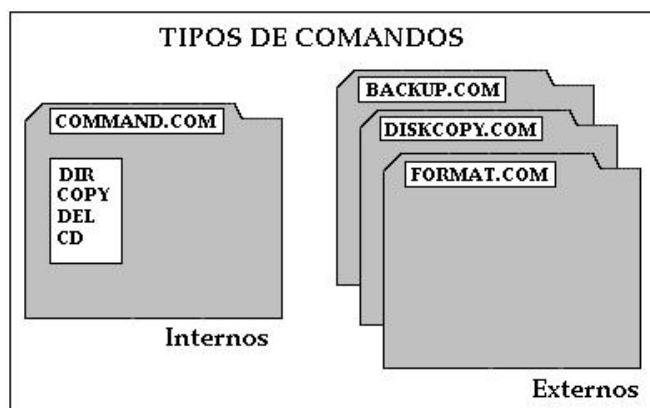 TIPOS DE COMANDOS
COMMAND.COM
DIR
COPY
DEL
CD
Internos
BACKUP.COM
DISKCOPY.COM
FORMAT.COM
Externos